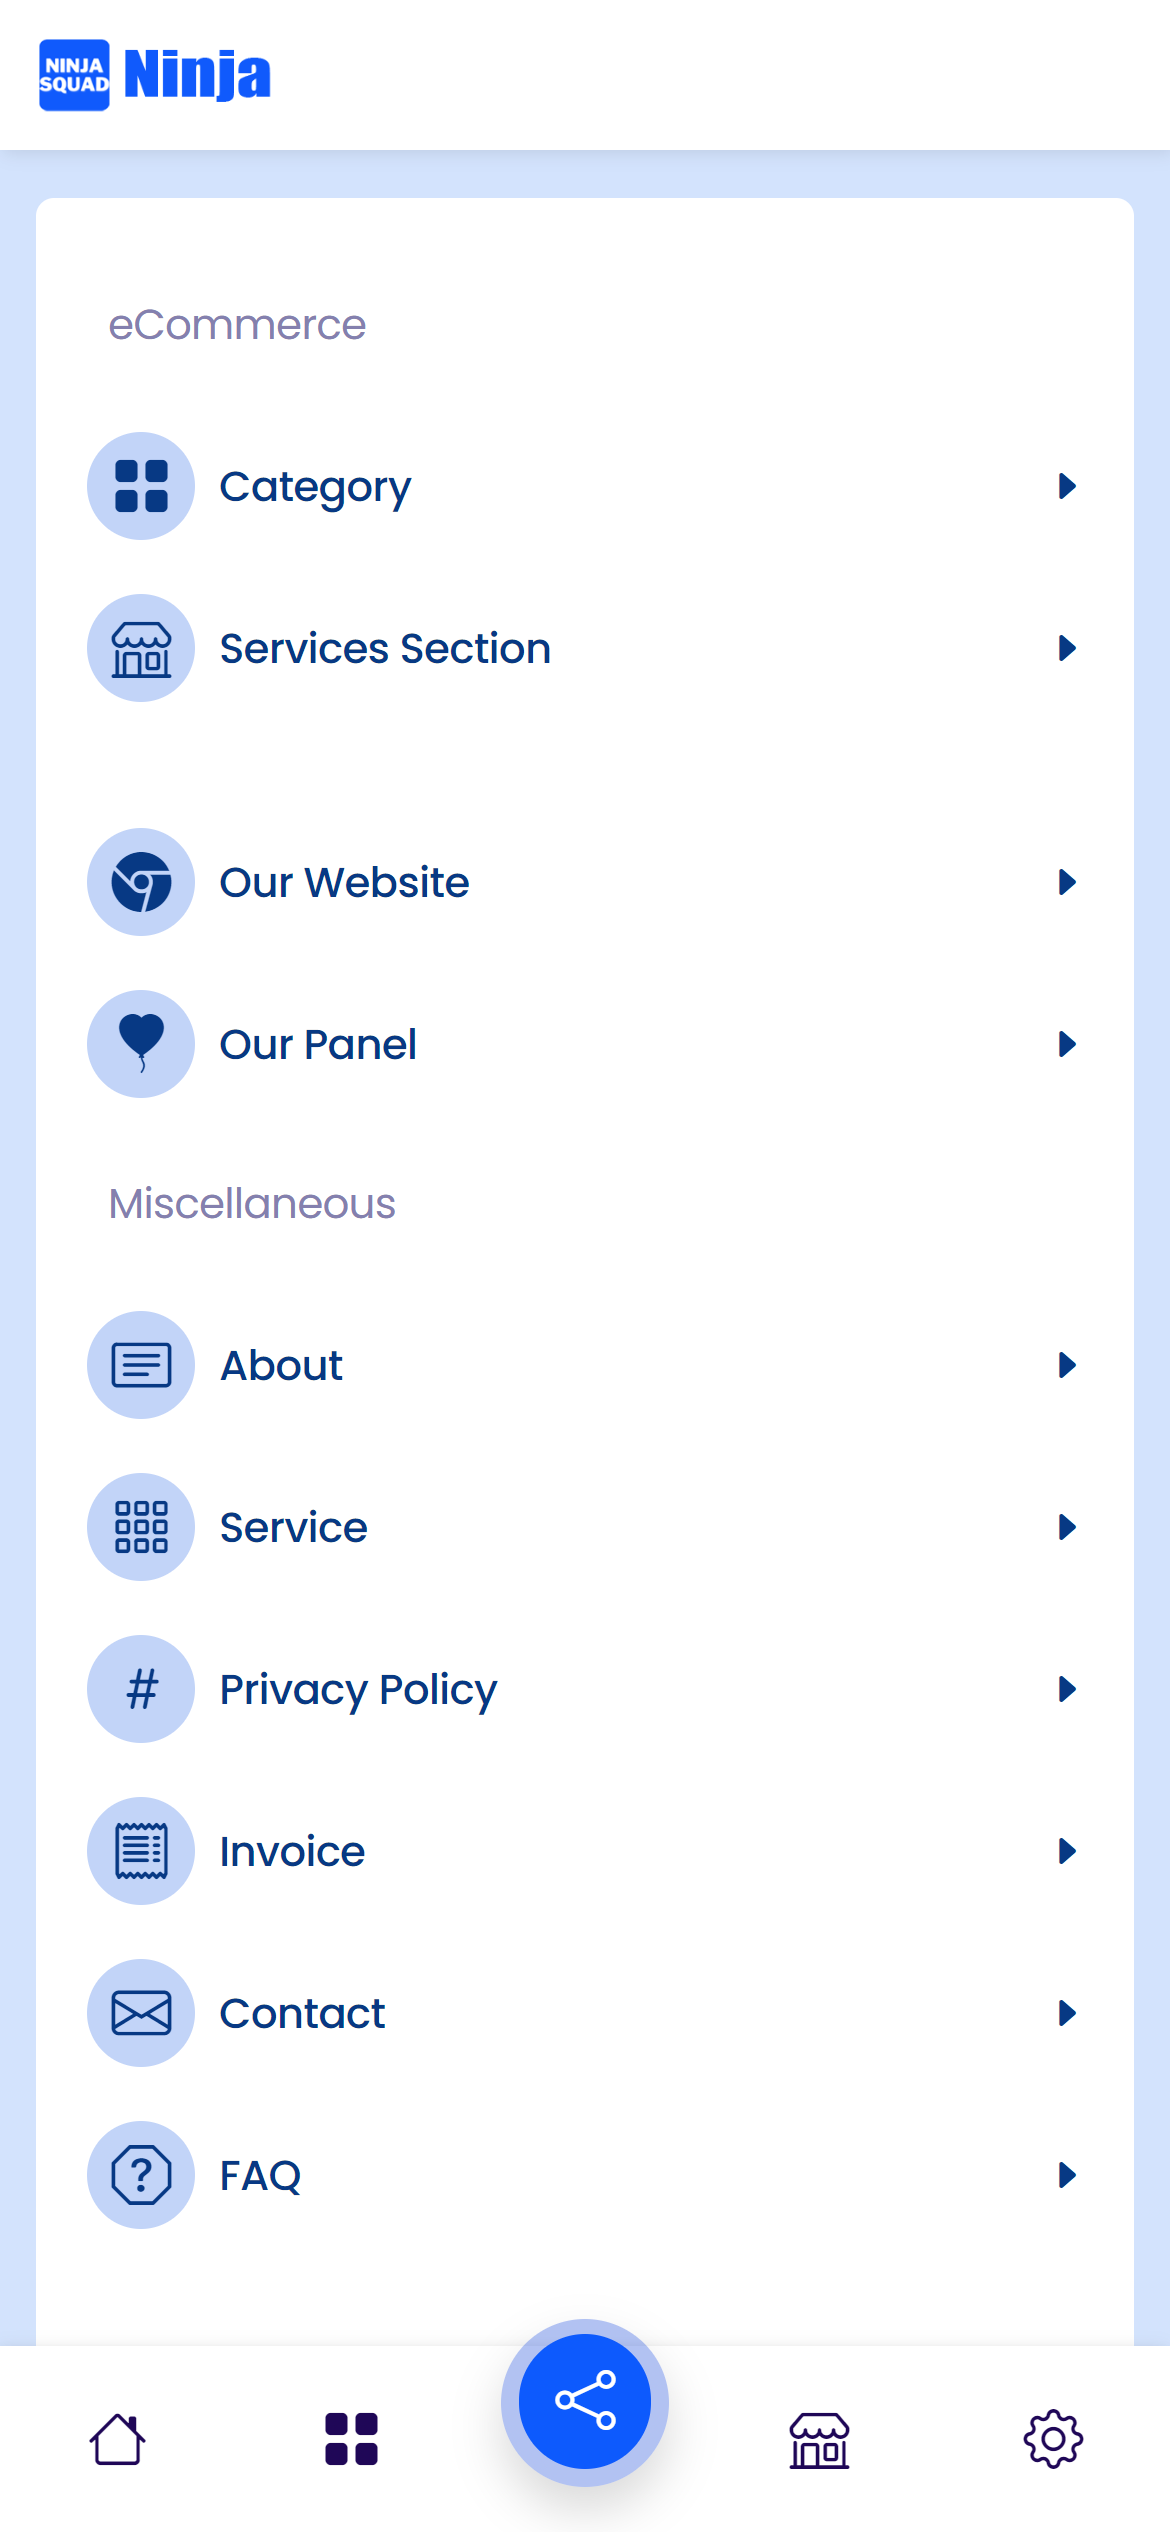 NINJA
SQUAD
Ninja
eCommerce
Category
Services Section
Our Website
Our Panel
Miscellaneous
About
Service
# Privacy Policy
Invoice
Contact
? FAQ